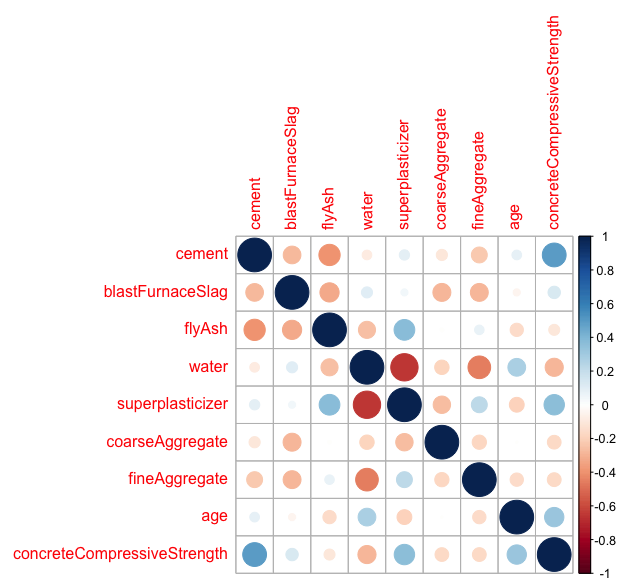 cement
blastFurnaceSlag
flyAsh
water
superplasticizer
coarseAggregate
fineAggregate
age
concreteCompressiveStrength
cement
blastFurnaceSlag
flyAsh
water
superplasticizer
coarseAggregate
fineAggregate
age
concreteCompressiveStrength
1
0.8
0.6
0.4
0.2
0
-0.2
-0.4
-0.6
-0.8
-1